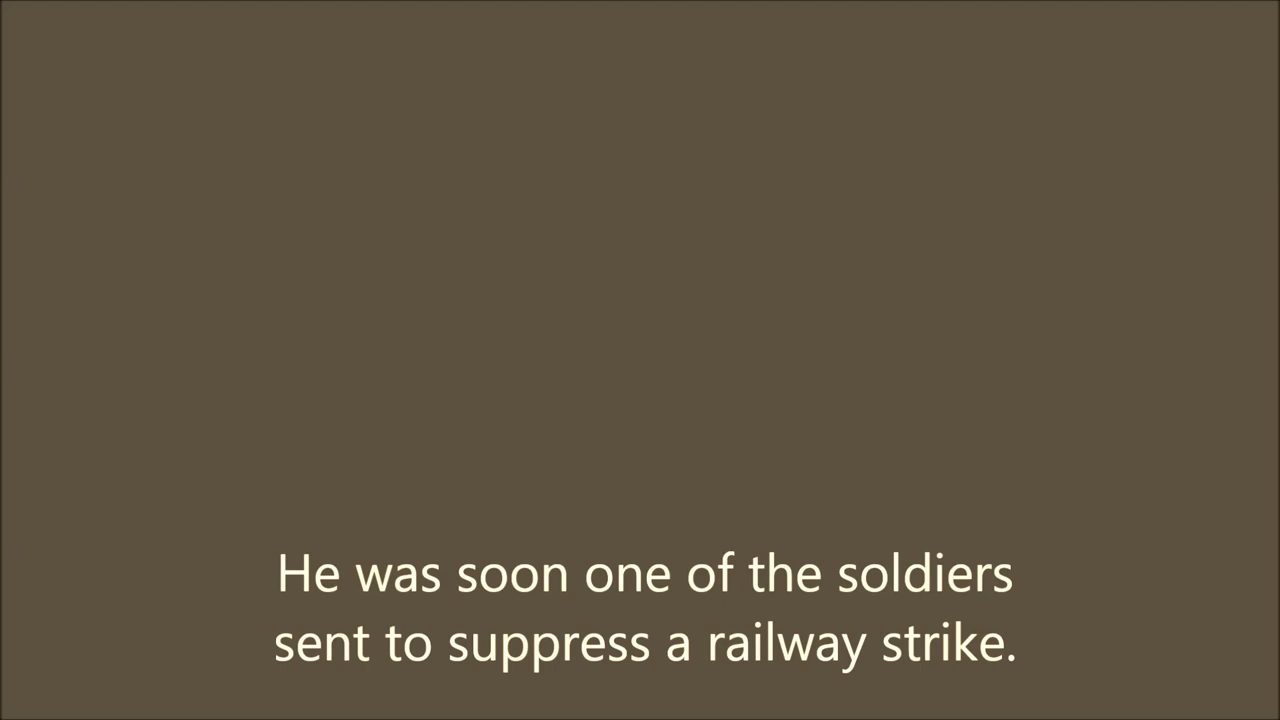 He was soon one of the soldiers
sent to suppress a railway strike.